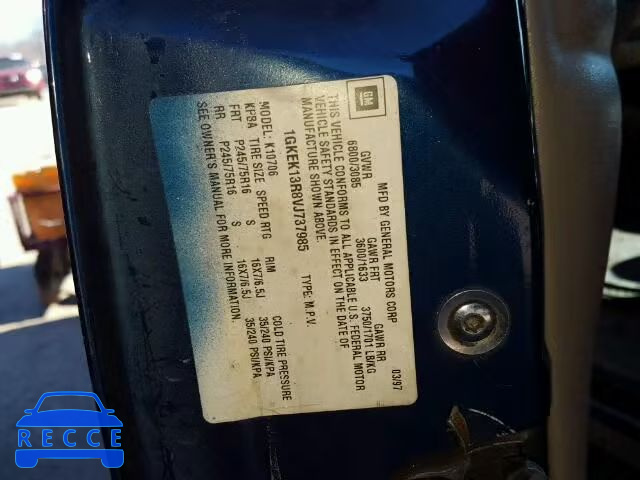 GM
MFD BY GENERAL MOTORS CORP
03/97
GVWR GAWR FRT GAWR RR
6800/3085 3600/1633 3750/1701 LB/KG
THIS VEHICLE CONFORMS TO ALL APPLICABLE U.S. FEDERAL MOTOR
VEHICLE SAFETY STANDARDS IN EFFECT ON THE DATE OF
MANUFACTURE SHOWN ABOVE.
1GKEK13R8VJ737985 TYPE: M.P.V.
MODEL: K10706
KPBA TIRE SIZE SPEED RTG RIM COLD TIRE PRESSURE
FRT P245/75R16 S 16X7/6.5J 35/240 PSI/KPA
RR P245/75R16 S 16X7/6.5J 35/240 PSI/KPA
SEE OWNER'S MANUAL FOR MORE INFORMATION.
RECCE